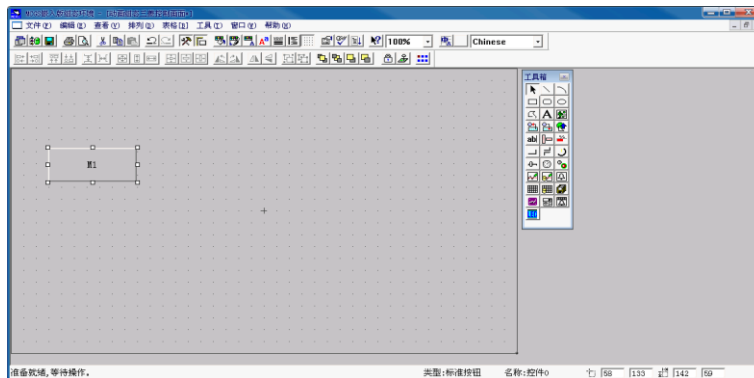 文件(F) 编辑(E) 查看(V) 排列(D) 表格(B) 工具(T) 窗口(W) 帮助(H)
100% Chinese
工具箱
A
ab|
M1
准备就绪,等待操作。 类型:标准按钮 名称:控件0 58 133 142 59